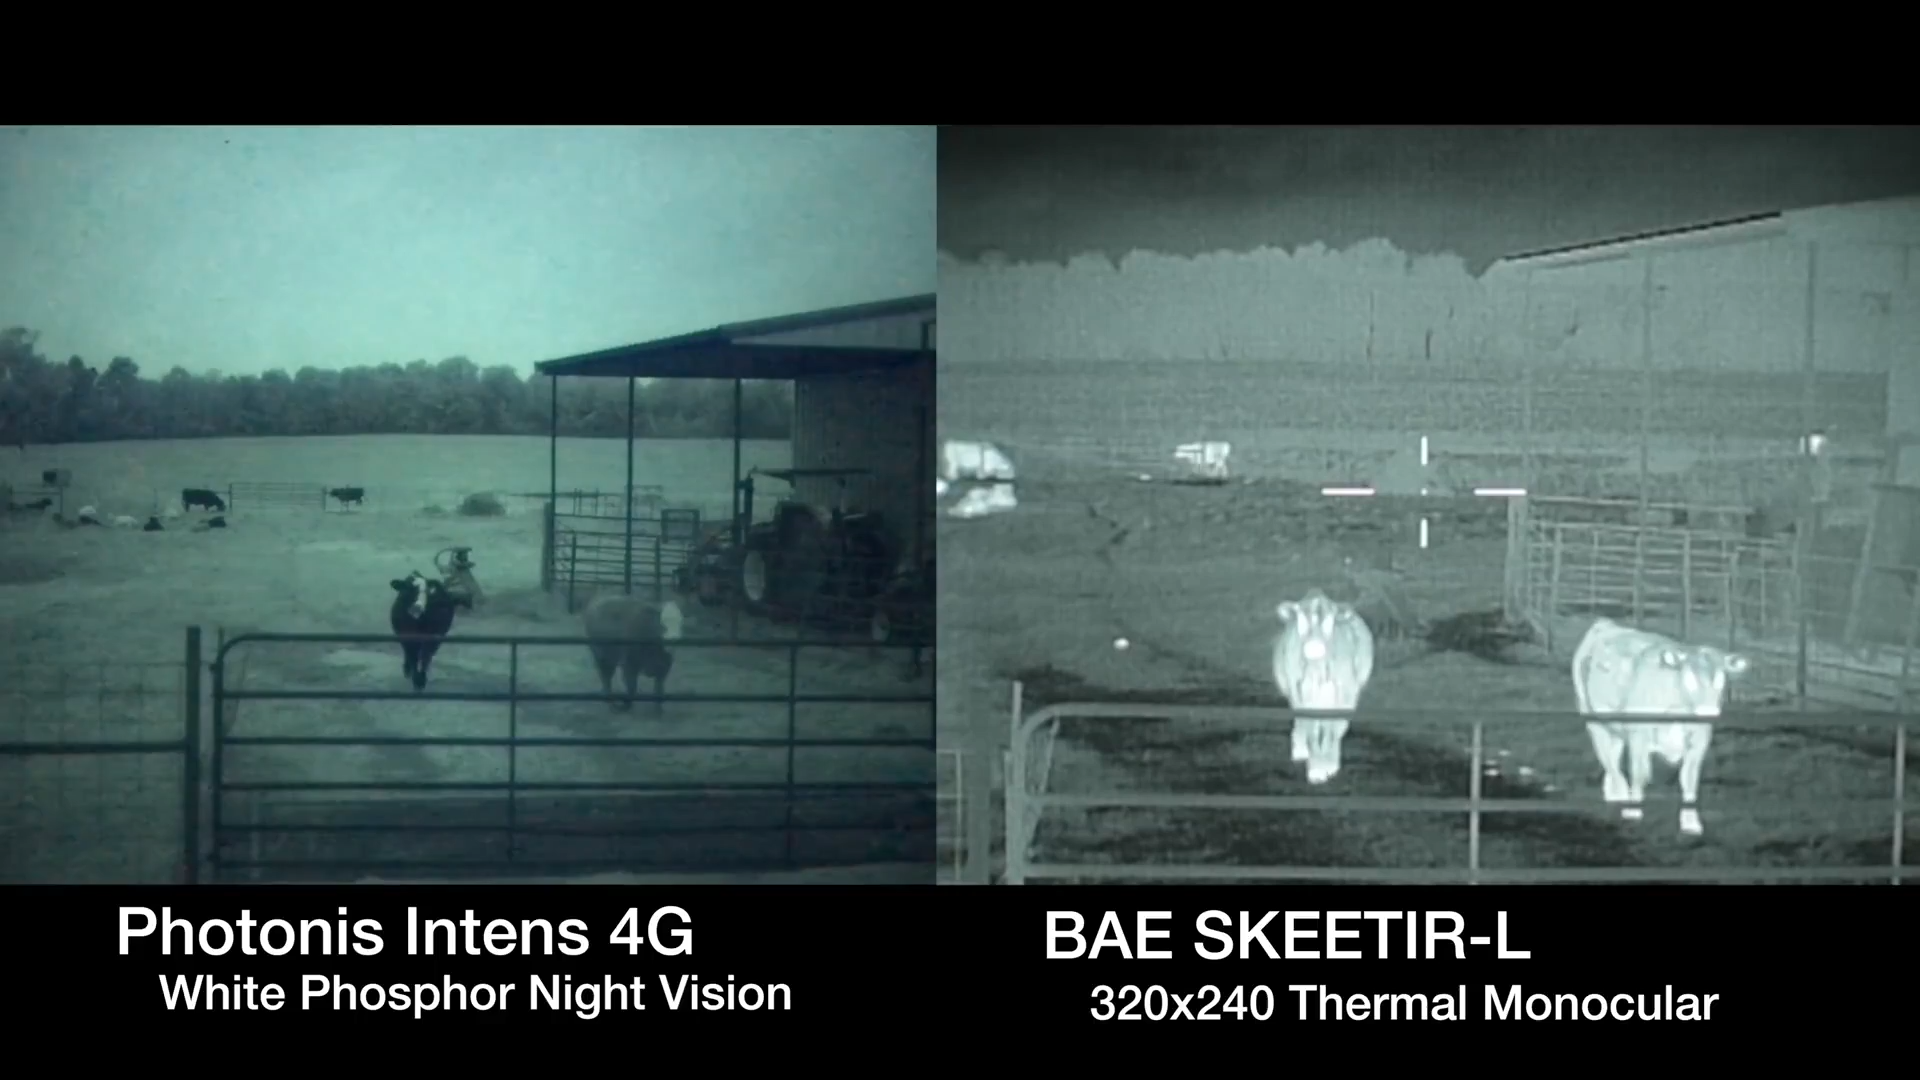 Photonis Intens 4G
White Phosphor Night Vision
BAE SKEETIR-L
320x240 Thermal Monocular